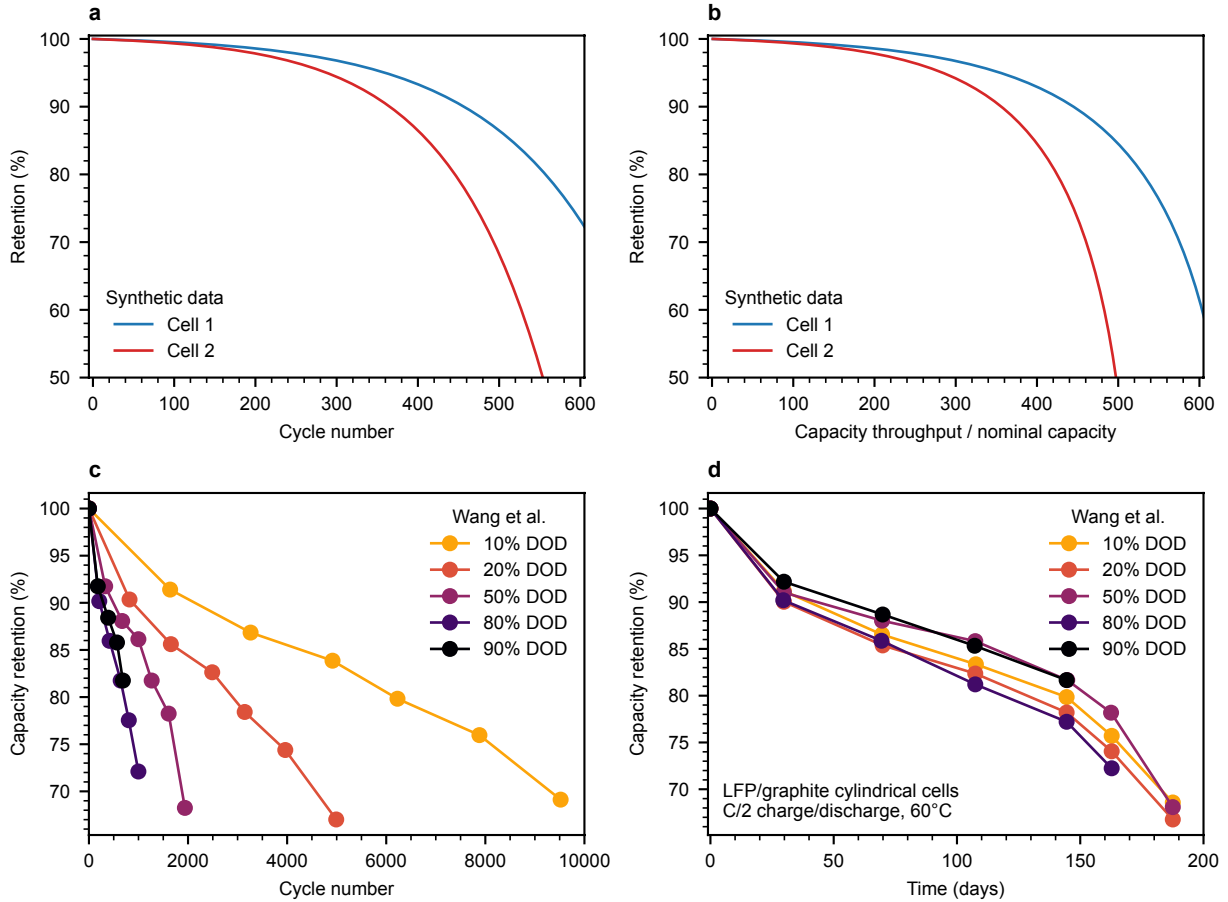 a
100
90
80
70
60
50
Retention (%)
Synthetic data
Cell 1
Cell 2
0 100 200 300 400 500 600
Cycle number
b
100
90
80
70
60
50
Retention (%)
Synthetic data
Cell 1
Cell 2
0 100 200 300 400 500 600
Capacity throughput / nominal capacity
c
100
95
90
85
80
75
70
Capacity retention (%)
Wang et al.
10% DOD
20% DOD
50% DOD
80% DOD
90% DOD
0 2000 4000 6000 8000 10000
Cycle number
d
100
95
90
85
80
75
70
Capacity retention (%)
Wang et al.
10% DOD
20% DOD
50% DOD
80% DOD
90% DOD
LFP/graphite cylindrical cells
C/2 charge/discharge, 60°C
0 50 100 150 200
Time (days)